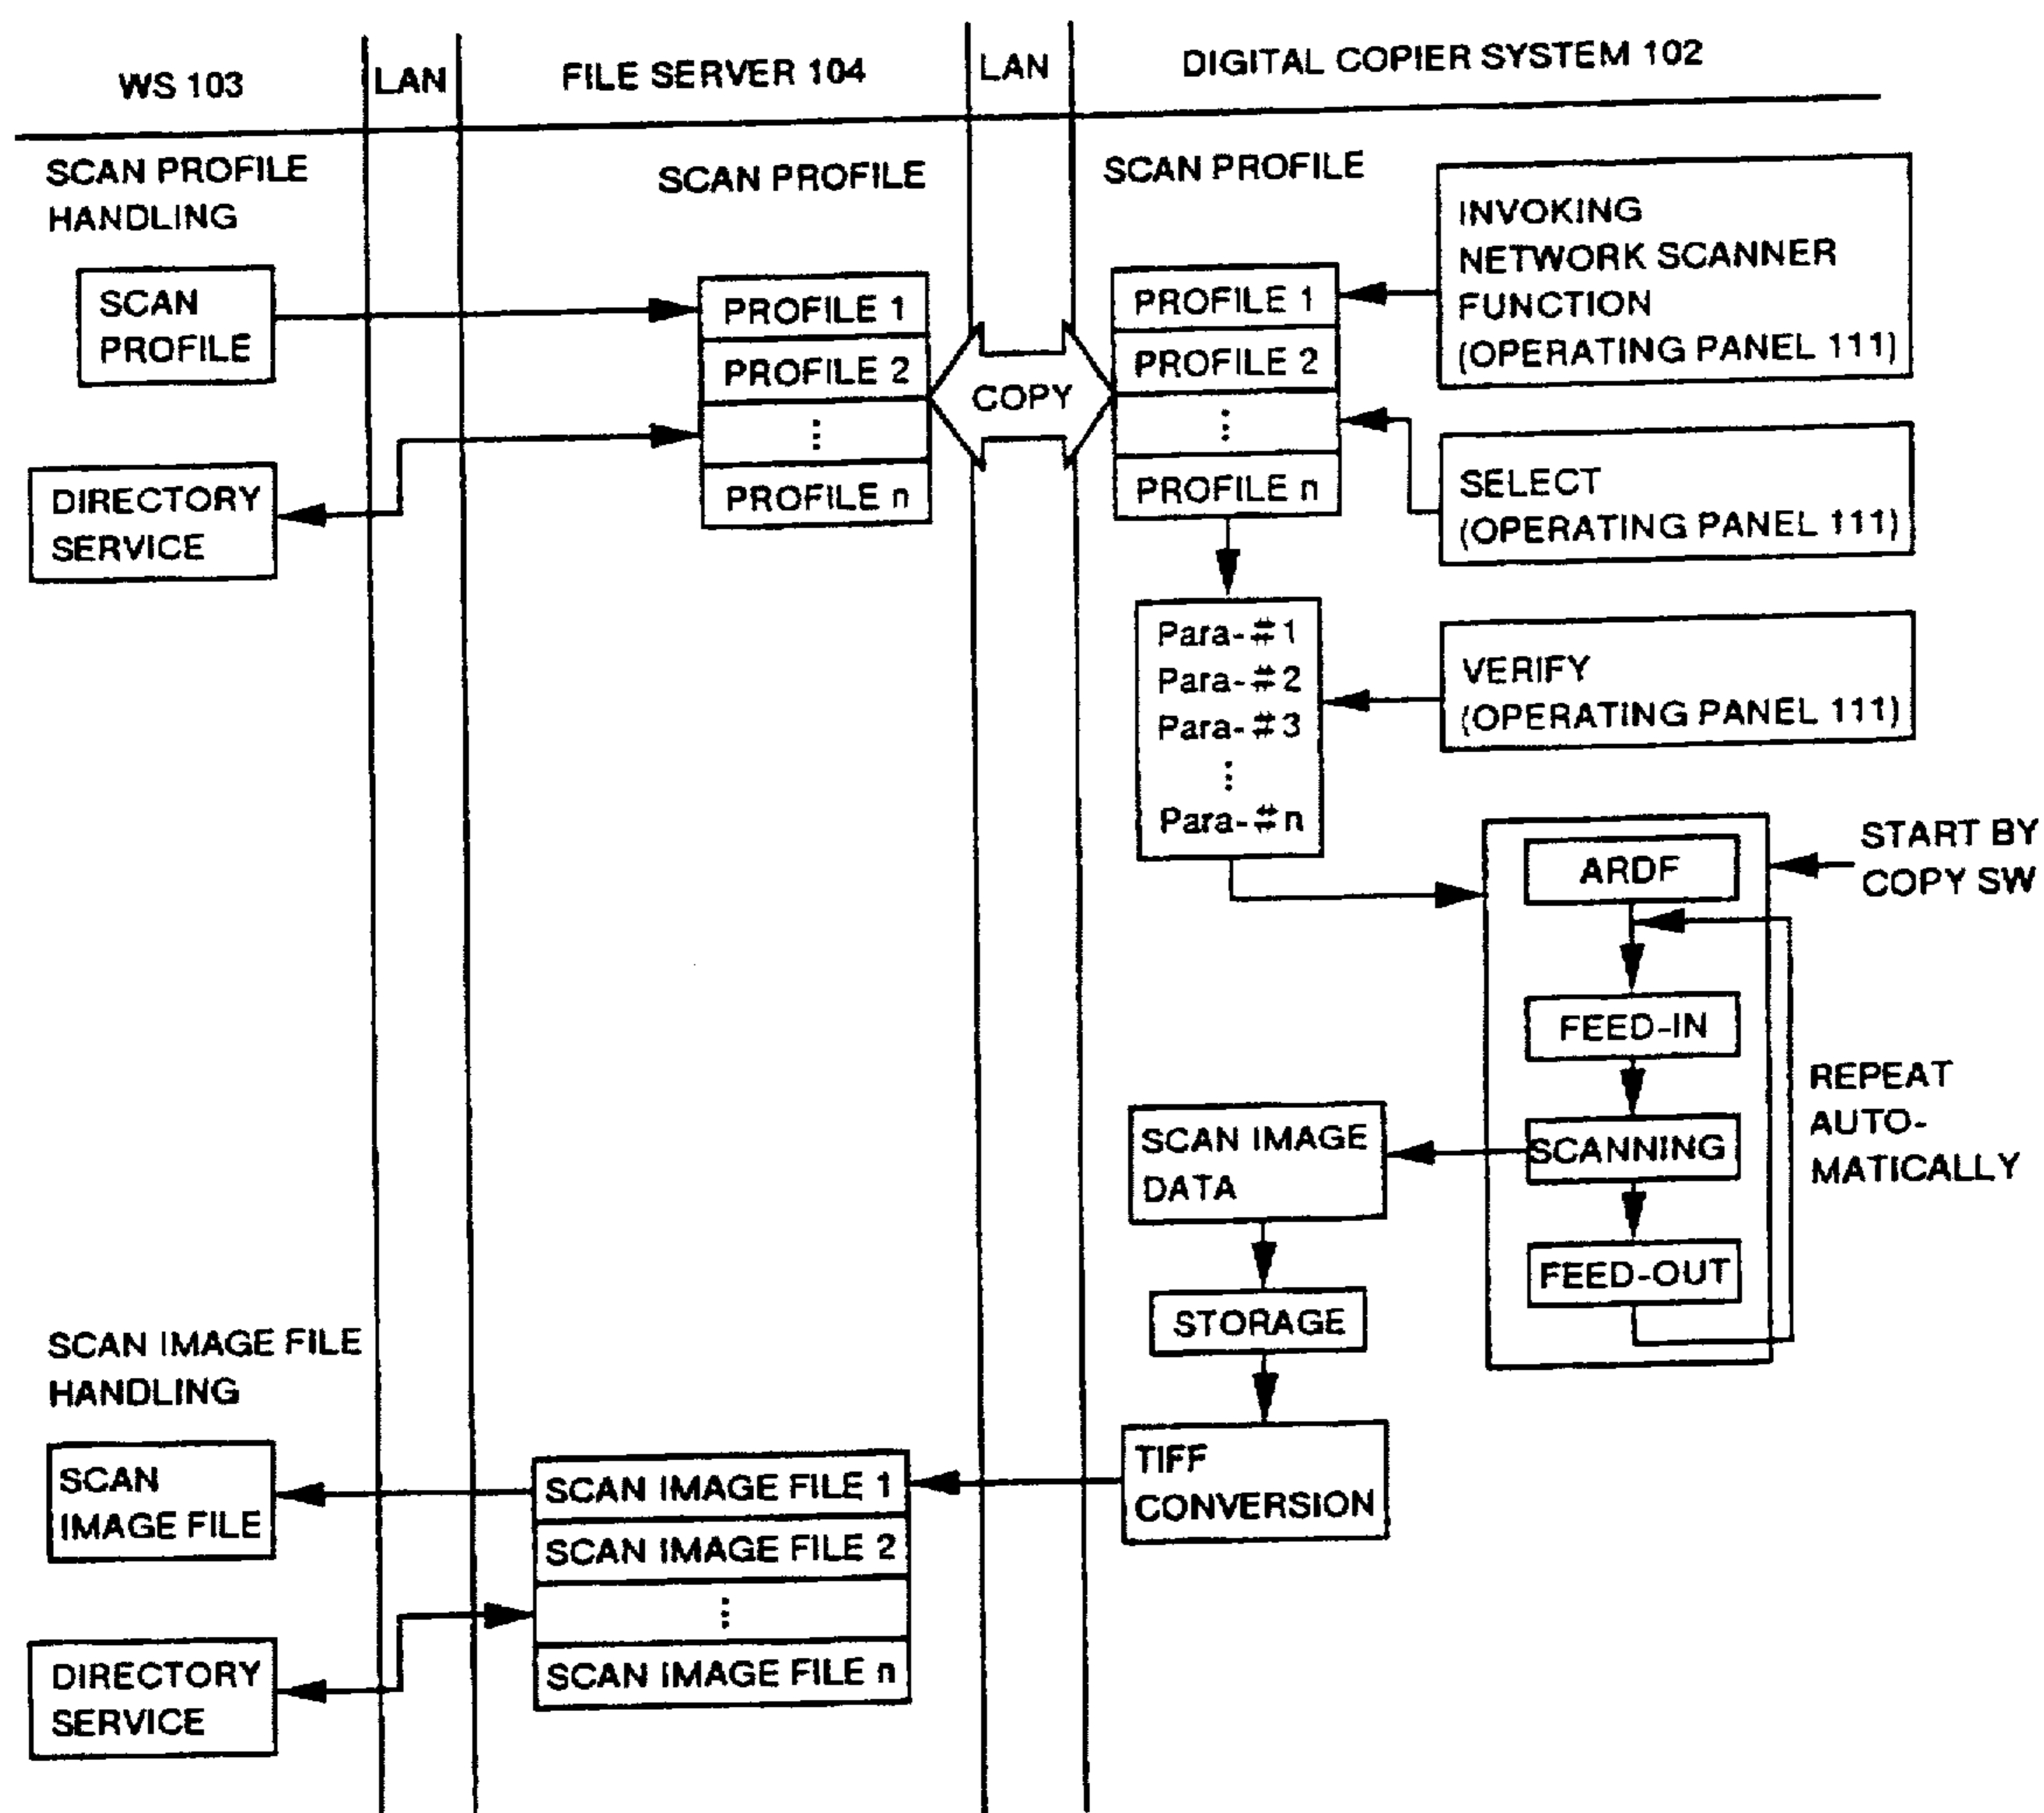 WS 103
LAN
FILE SERVER 104
LAN
DIGITAL COPIER SYSTEM 102
SCAN PROFILE
HANDLING
SCAN PROFILE
SCAN PROFILE
SCAN
PROFILE
DIRECTORY
SERVICE
PROFILE 1
PROFILE 2
⋮
PROFILE n
COPY
PROFILE 1
PROFILE 2
⋮
PROFILE n
INVOKING
NETWORK SCANNER
FUNCTION
(OPERATING PANEL 111)
SELECT
(OPERATING PANEL 111)
Para-#1
Para-#2
Para-#3
⋮
Para-#n
VERIFY
(OPERATING PANEL 111)
START BY
COPY SW
ARDF
FEED-IN
SCANNING
FEED-OUT
REPEAT
AUTO-
MATICALLY
SCAN IMAGE
DATA
STORAGE
TIFF
CONVERSION
SCAN IMAGE FILE
HANDLING
SCAN
IMAGE FILE
DIRECTORY
SERVICE
SCAN IMAGE FILE 1
SCAN IMAGE FILE 2
⋮
SCAN IMAGE FILE n